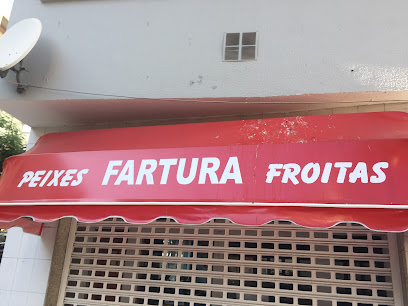 PEIXES FARTURA FROITAS